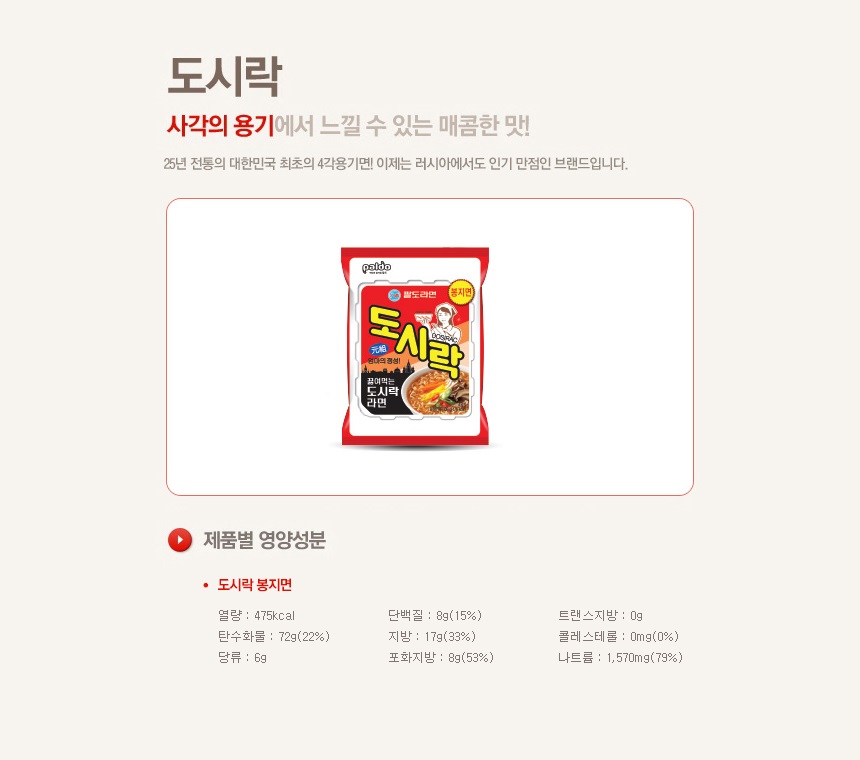 도시락
사각의 용기에서 느낄 수 있는 매콤한 맛!
25년 전통의 대한민국 최초의 4각용기면! 이제는 러시아에서도 인기 만점인 브랜드입니다.
paldo
팔도라면
봉지면
도시락
DOSIRAC
元祖
엄마의 정성!
끓여먹는
도시락
라면
제품별 영양성분
• 도시락 봉지면
열량 : 475kcal 단백질 : 8g(15%) 트랜스지방 : 0g
탄수화물 : 72g(22%) 지방 : 17g(33%) 콜레스테롤 : 0mg(0%)
당류 : 6g 포화지방 : 8g(53%) 나트륨 : 1,570mg(79%)